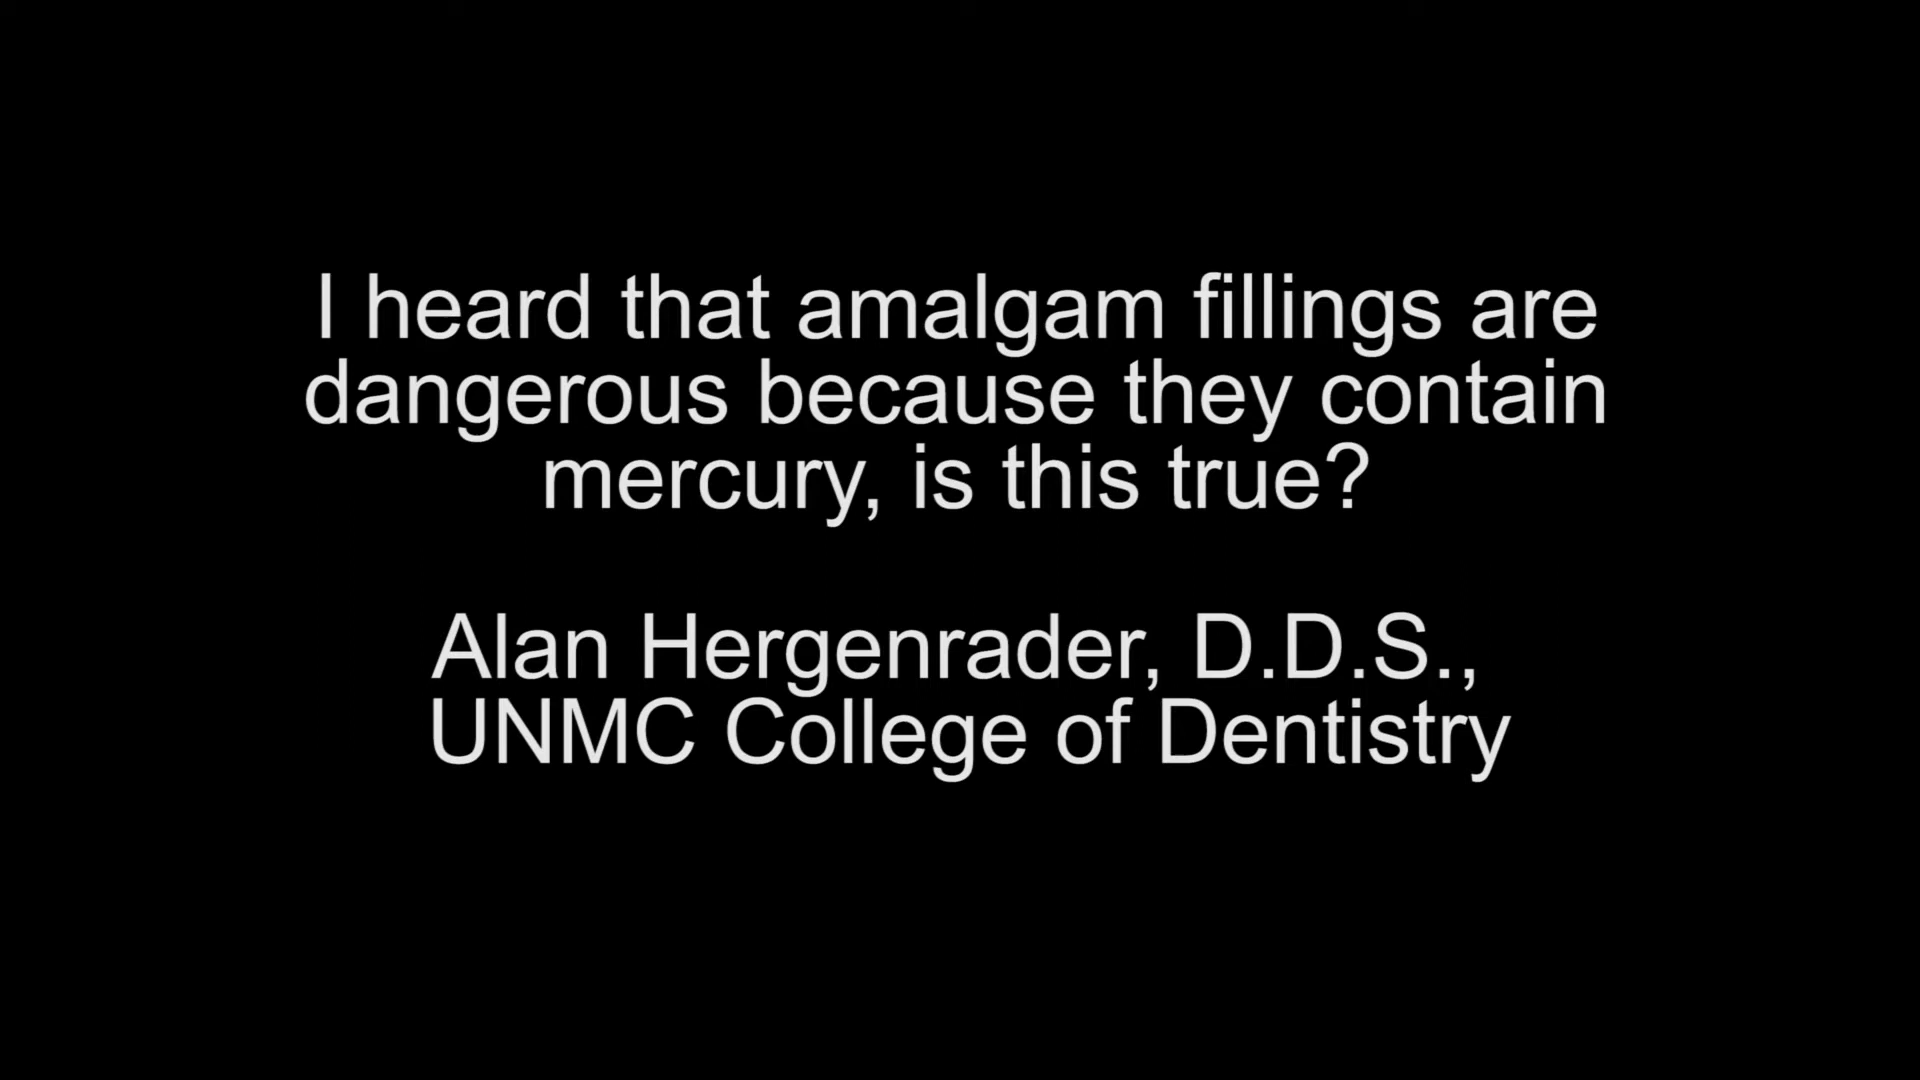 I heard that amalgam fillings are
dangerous because they contain
mercury, is this true?
Alan Hergenrader, D.D.S.,
UNMC College of Dentistry